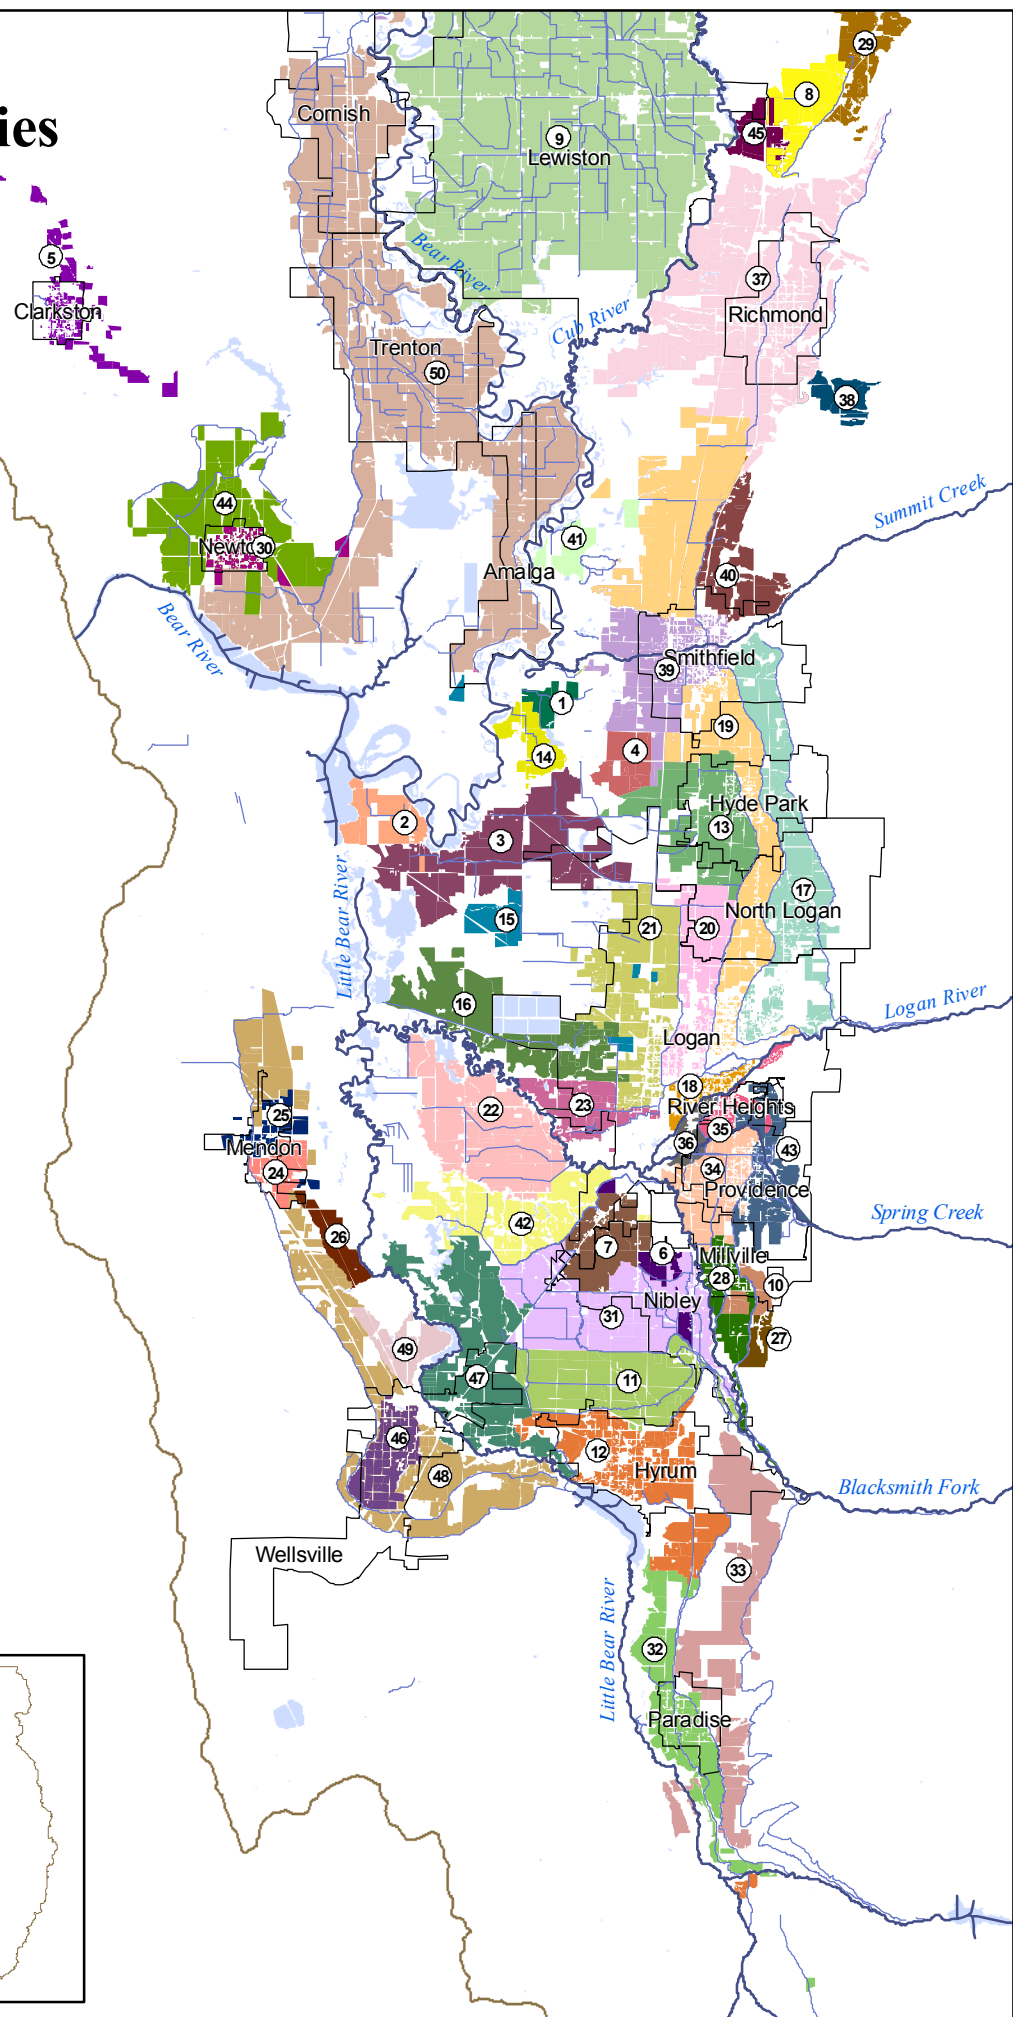 29
8
Cornish
ies
45
9
Lewiston
5
Bear River
37
Clarkston
Cub River
Richmond
Trenton
50
38
44
Summit Creek
41
Newto
30
Amalga
40
Bear River
Smithfield
39
1
19
14
4
Hyde Park
2
13
3
17
North Logan
15
21
20
Little Bear River
16
Logan River
Logan
18
22
23
River Heights
25
35
36
43
Mendon
34
24
Providence
Spring Creek
42
26
7
6
Millville
28
10
Nibley
31
27
49
47
11
46
12
48
Hyrum
Blacksmith Fork
Wellsville
33
Little Bear River
32
Paradise